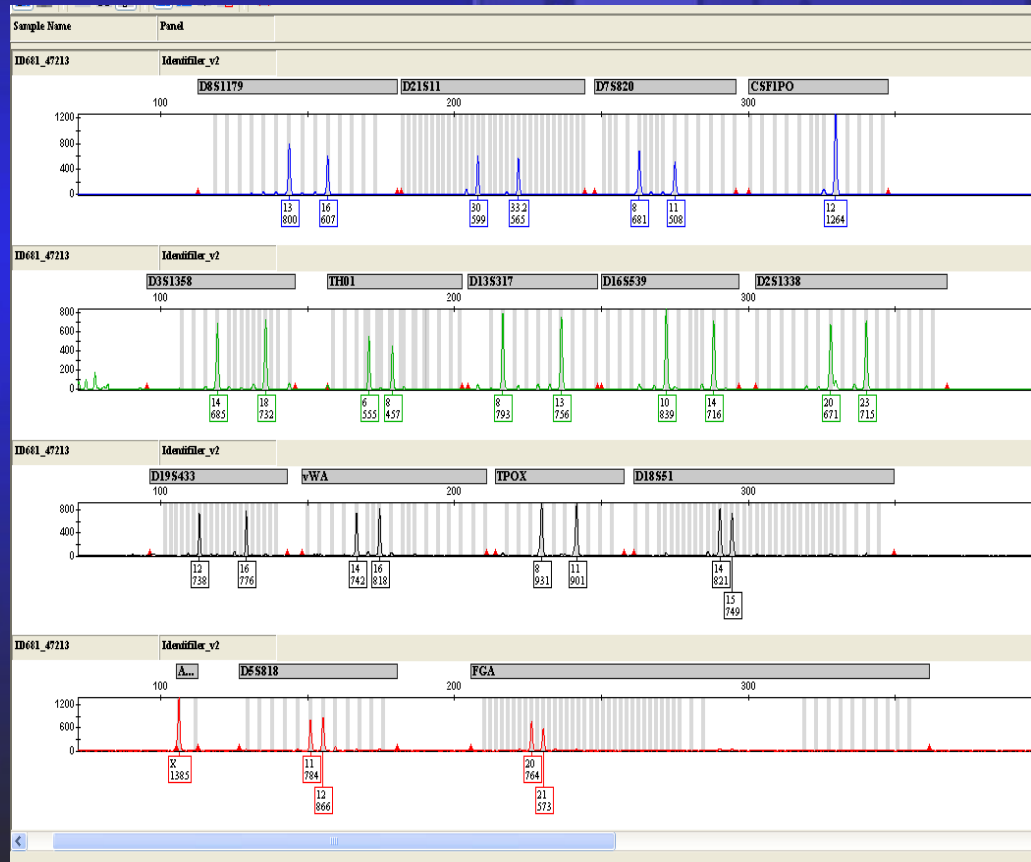 Sample Name Panel
ID681_47213 Identifiler_v2
D8S1179 D21S11 D7S820 CSF1PO
100 200 300
1200
800
400
0
13 16 30 33.2 8 11 12
800 607 599 565 681 508 1264
ID681_47213 Identifiler_v2
D3S1358 TH01 D13S317 D16S539 D2S1338
100 200 300
800
600
400
200
0
14 18 6 8 8 13 10 14 20 23
685 732 555 457 793 756 839 716 671 715
ID681_47213 Identifiler_v2
D19S433 vWA TPOX D18S51
100 200 300
800
400
0
12 16 14 16 8 11 14
738 776 742 818 931 901 821
15
749
ID681_47213 Identifiler_v2
A... D5S818 FGA
100 200 300
1200
600
0
X 11 20
1385 784 764
12 21
866 573